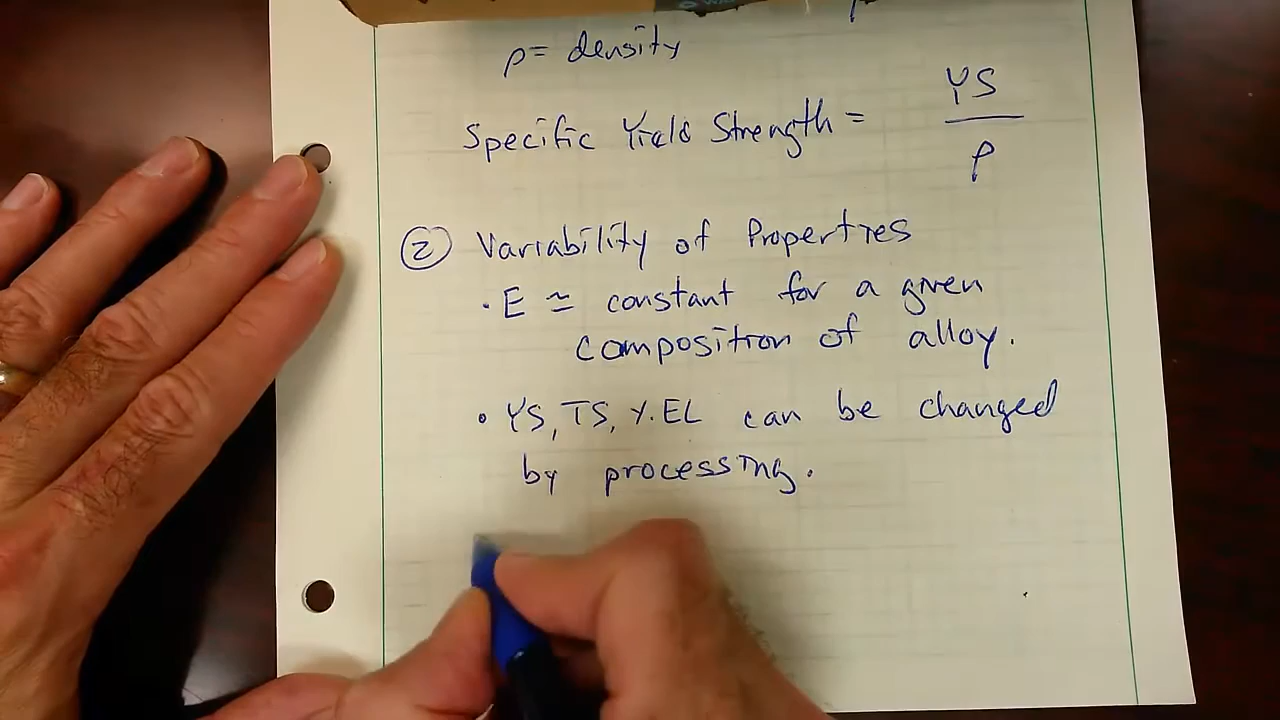 ρ= density
Specific Yield Strength = YS / ρ
② Variability of Properties
• E ≃ constant for a given
composition of alloy.
• YS, TS, %EL can be changed
by processing.